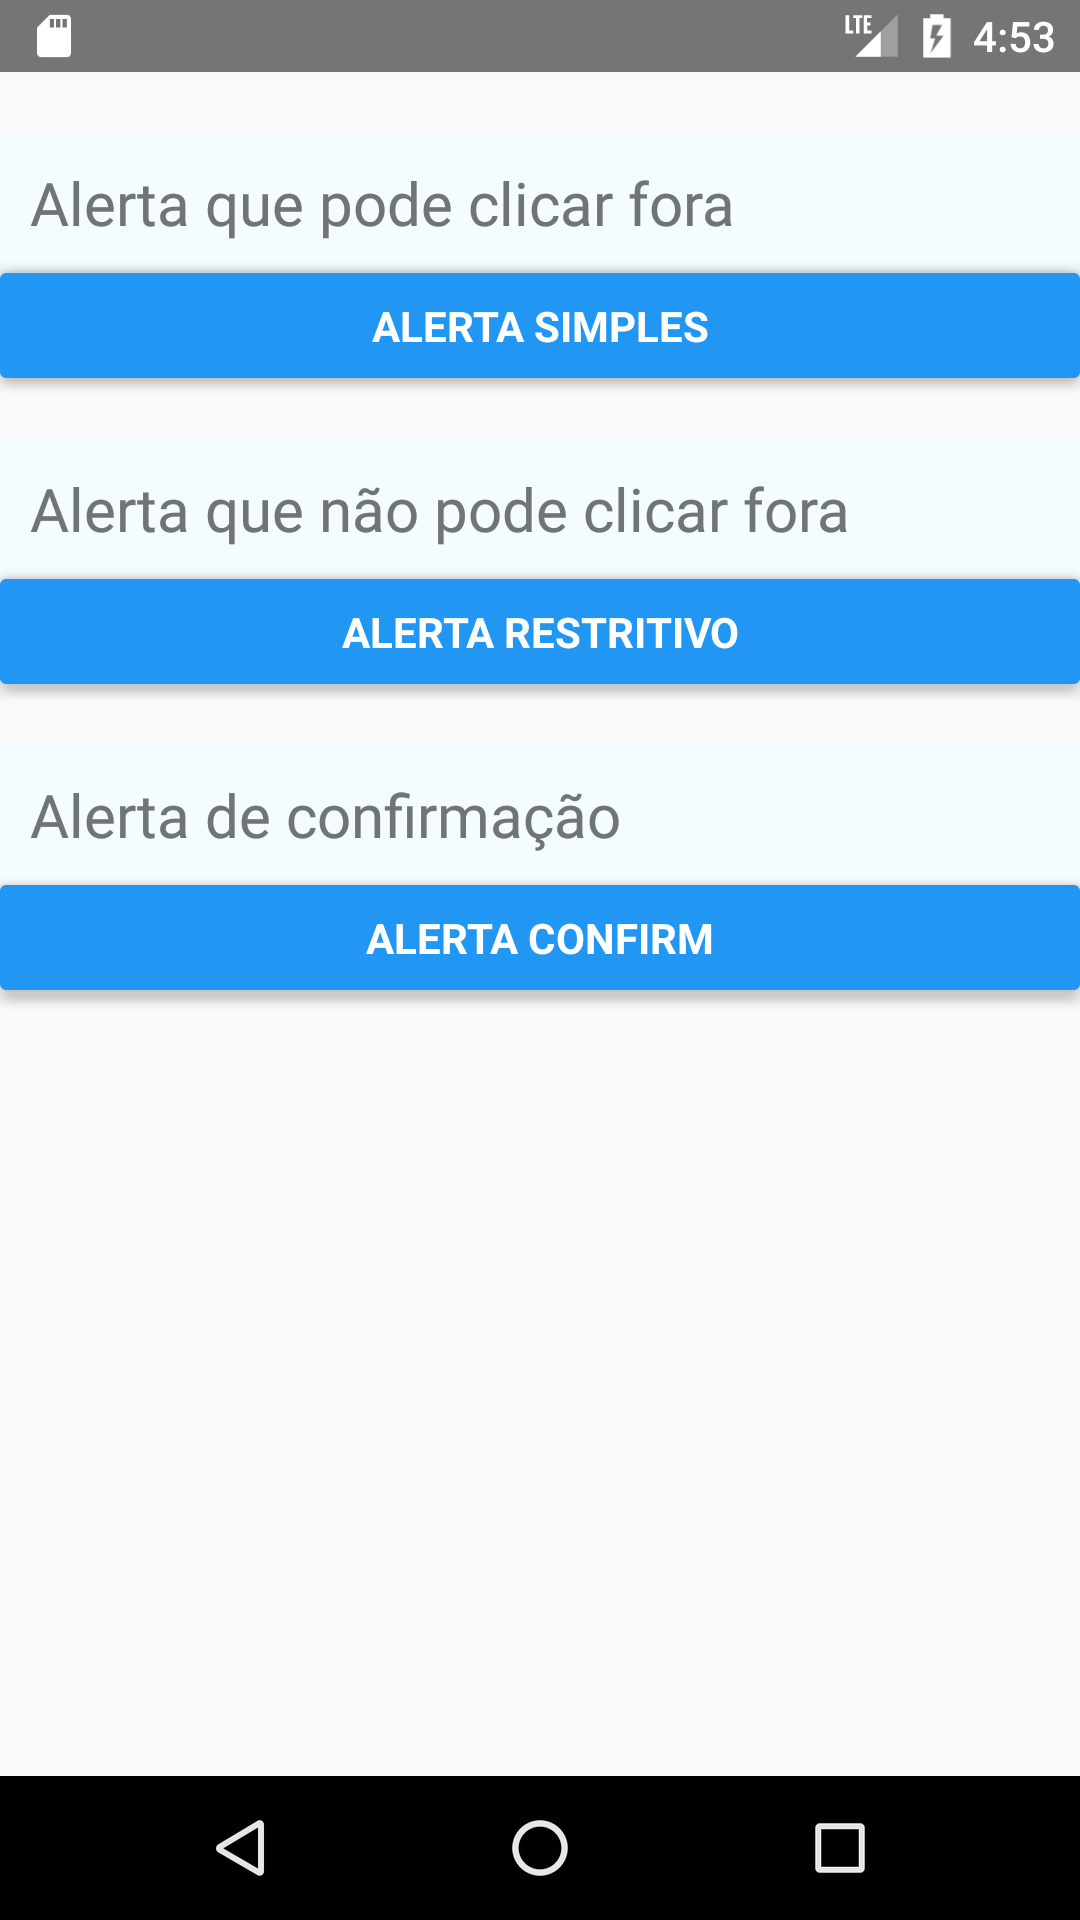 LTE 4:53
Alerta que pode clicar fora
ALERTA SIMPLES
Alerta que não pode clicar fora
ALERTA RESTRITIVO
Alerta de confirmação
ALERTA CONFIRM